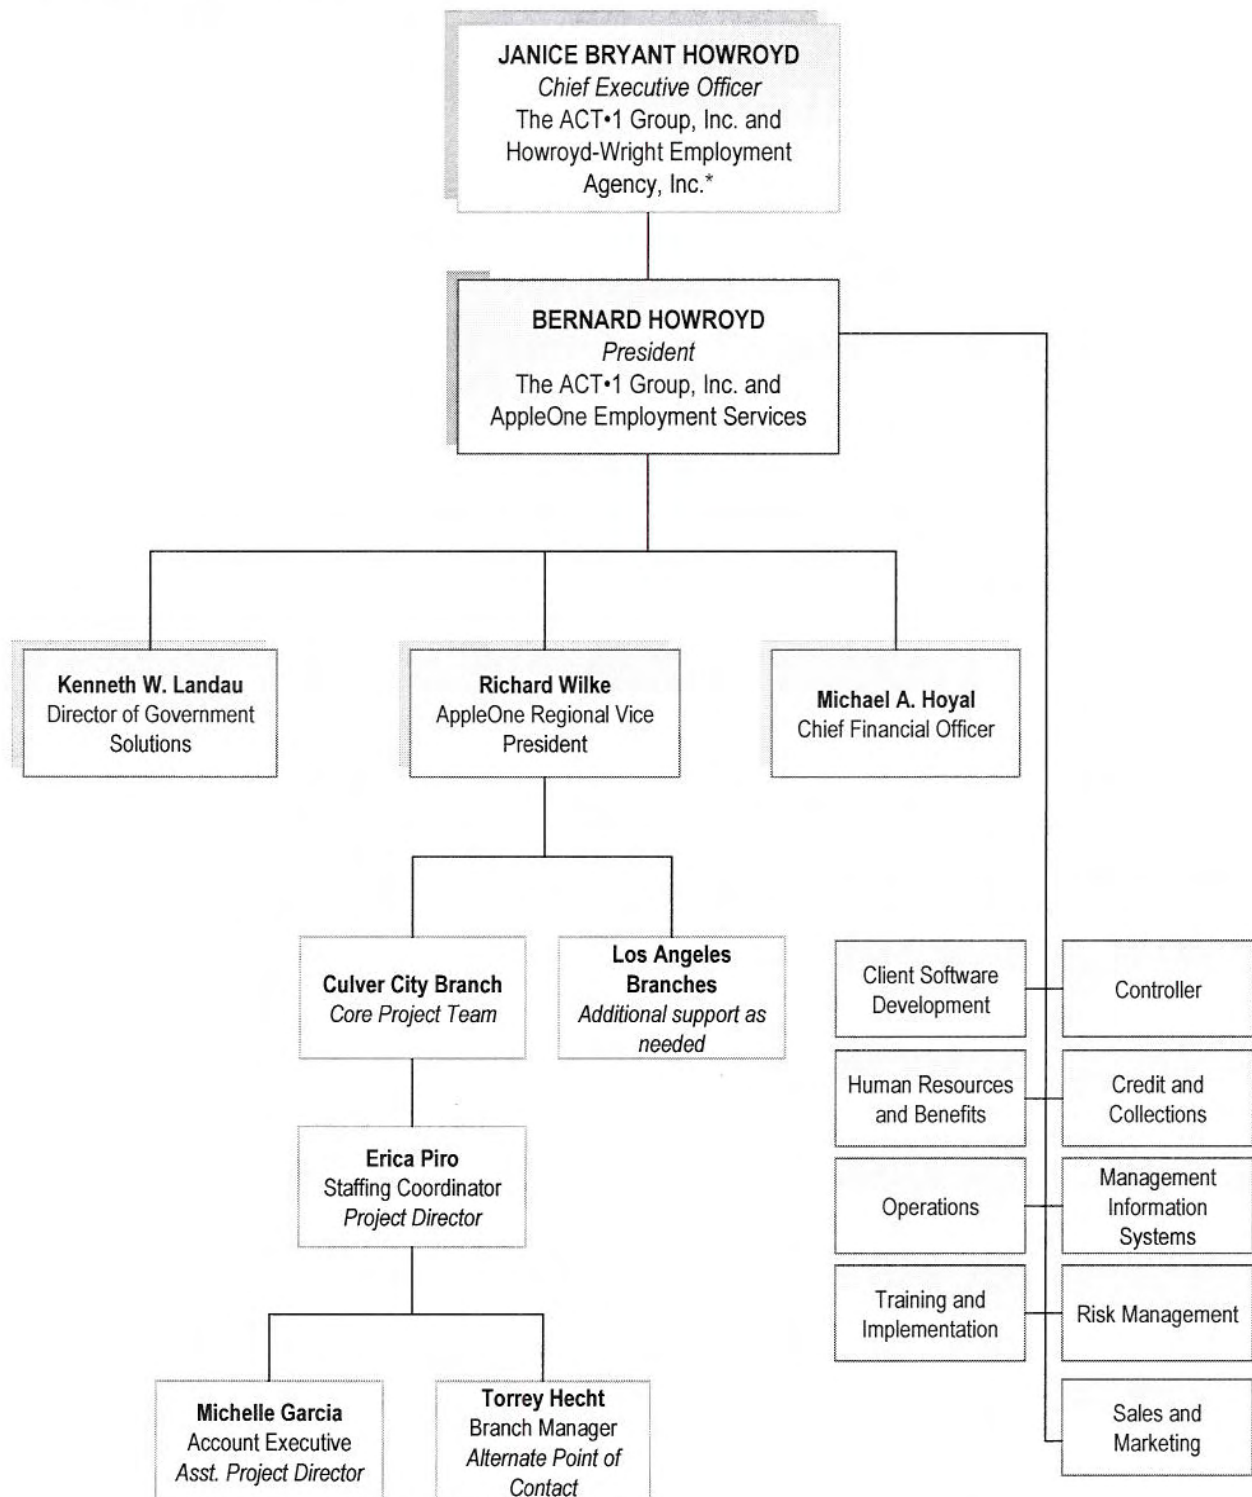 JANICE BRYANT HOWROYD
Chief Executive Officer
The ACT•1 Group, Inc. and
Howroyd-Wright Employment
Agency, Inc.*
BERNARD HOWROYD
President
The ACT•1 Group, Inc. and
AppleOne Employment Services
Kenneth W. Landau
Director of Government
Solutions
Richard Wilke
AppleOne Regional Vice
President
Michael A. Hoyal
Chief Financial Officer
Culver City Branch
Core Project Team
Los Angeles
Branches
Additional support as
needed
Client Software
Development
Controller
Human Resources
and Benefits
Credit and
Collections
Erica Piro
Staffing Coordinator
Project Director
Operations
Management
Information
Systems
Training and
Implementation
Risk Management
Michelle Garcia
Account Executive
Asst. Project Director
Torrey Hecht
Branch Manager
Alternate Point of
Contact
Sales and
Marketing